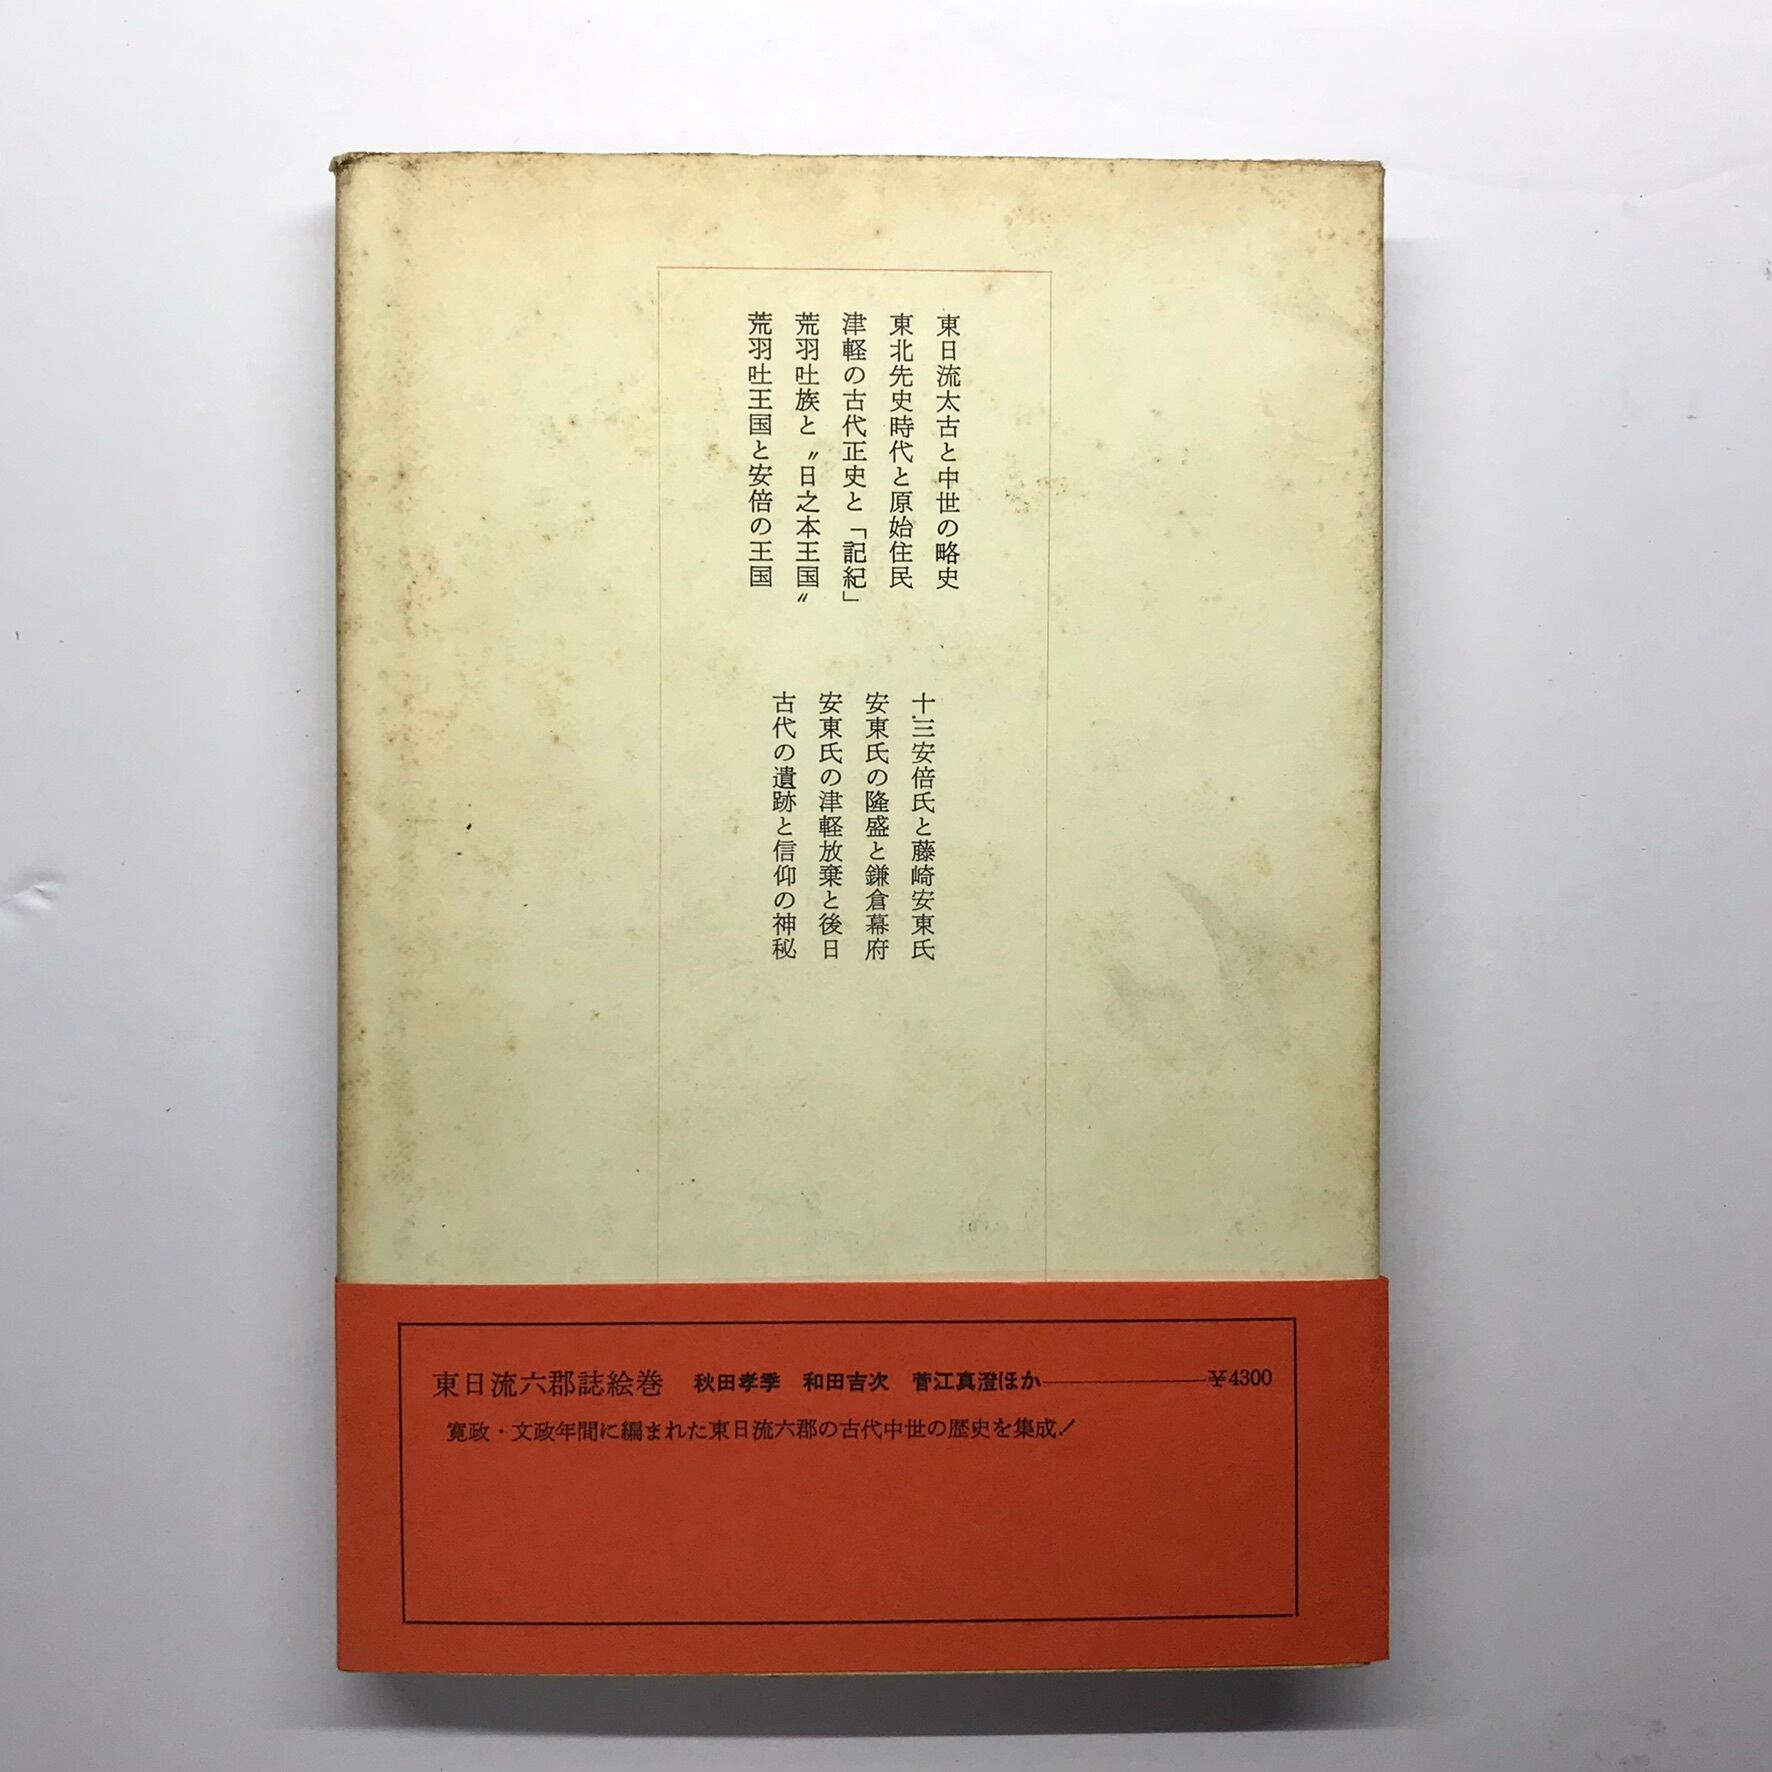 東日流太古と中世の略史
東北先史時代と原始住民
津軽の古代正史と「記紀」
荒羽吐族と〝日之本王国〟
荒羽吐王国と安倍の王国
十三安倍氏と藤崎安東氏
安東氏の隆盛と鎌倉幕府
安東氏の津軽放棄と後日
古代の遺跡と信仰の神秘
東日流六郡誌絵巻 秋田孝季 和田吉次 菅江真澄ほか――――¥4300
寛政・文政年間に編まれた東日流六郡の古代中世の歴史を集成!